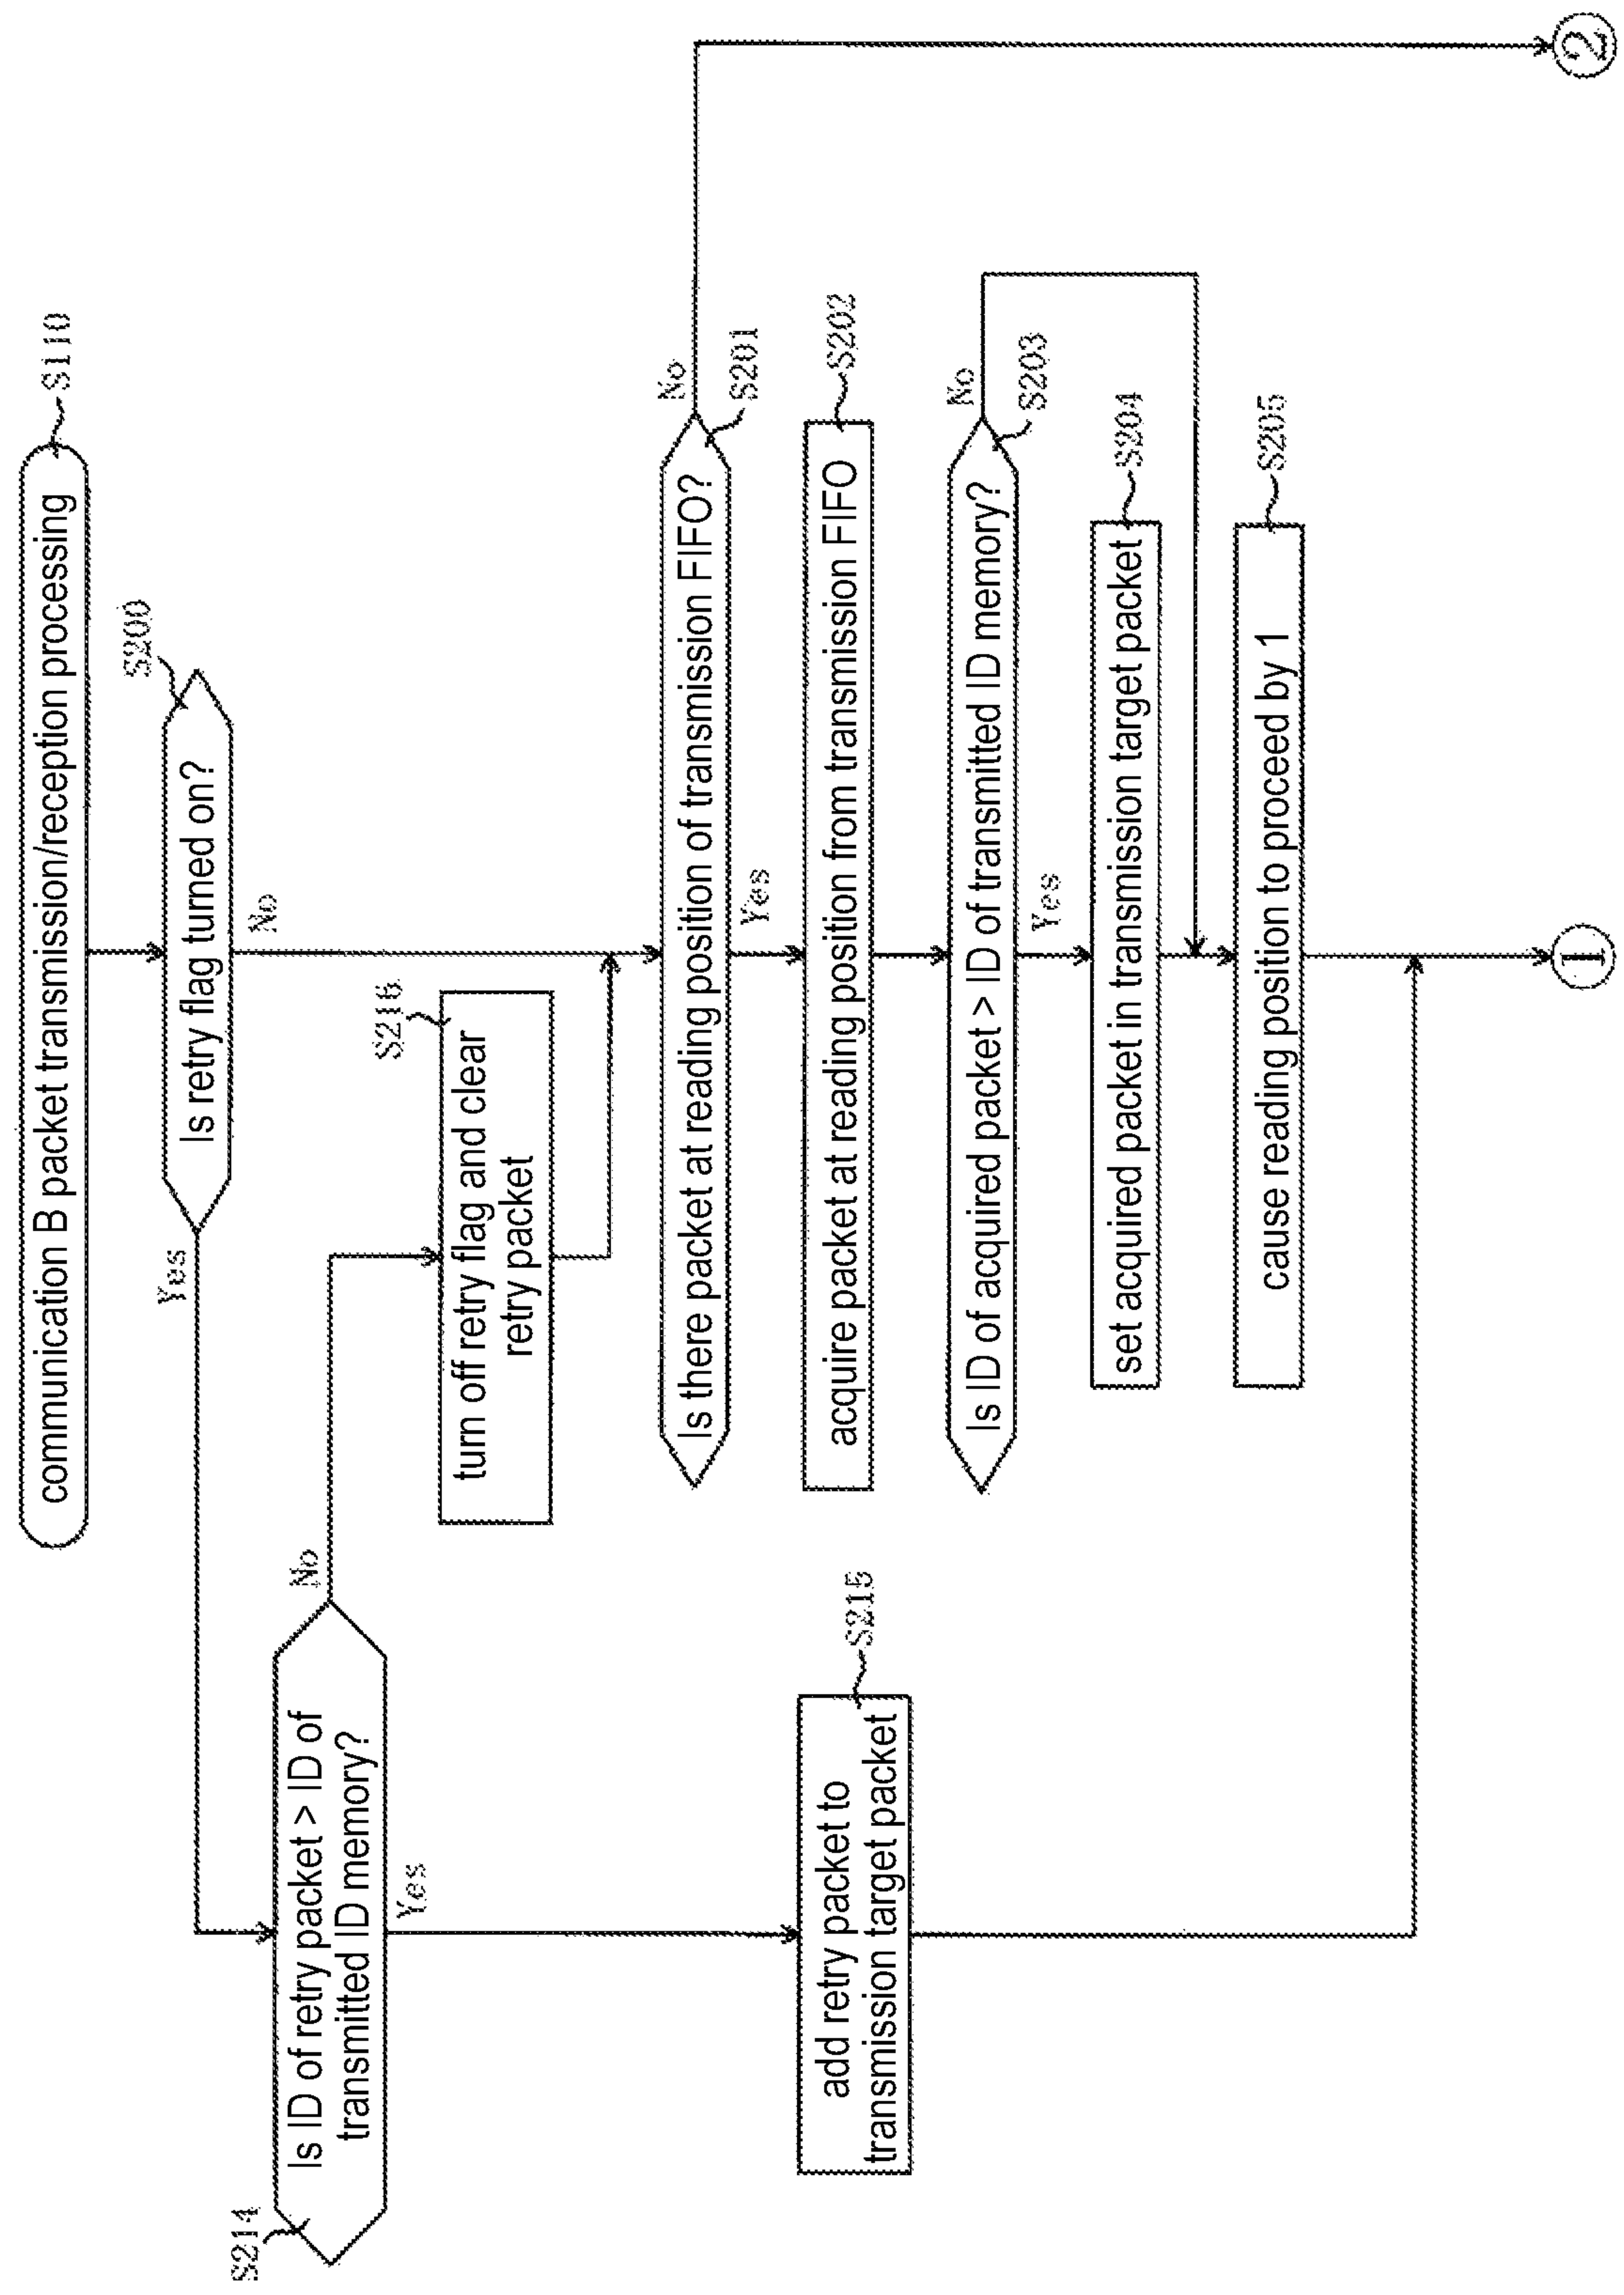 communication B packet transmission/reception processing
S110
S200
Is retry flag turned on?
Yes
No
S214
Is ID of retry packet > ID of
transmitted ID memory?
No
Yes
S216
turn off retry flag and clear
retry packet
Is there packet at reading position of transmission FIFO?
No
S201
Yes
S215
add retry packet to
transmission target packet
acquire packet at reading position from transmission FIFO
S202
Is ID of acquired packet > ID of transmitted ID memory?
No
S203
Yes
set acquired packet in transmission target packet
S204
cause reading position to proceed by 1
S205
1
2